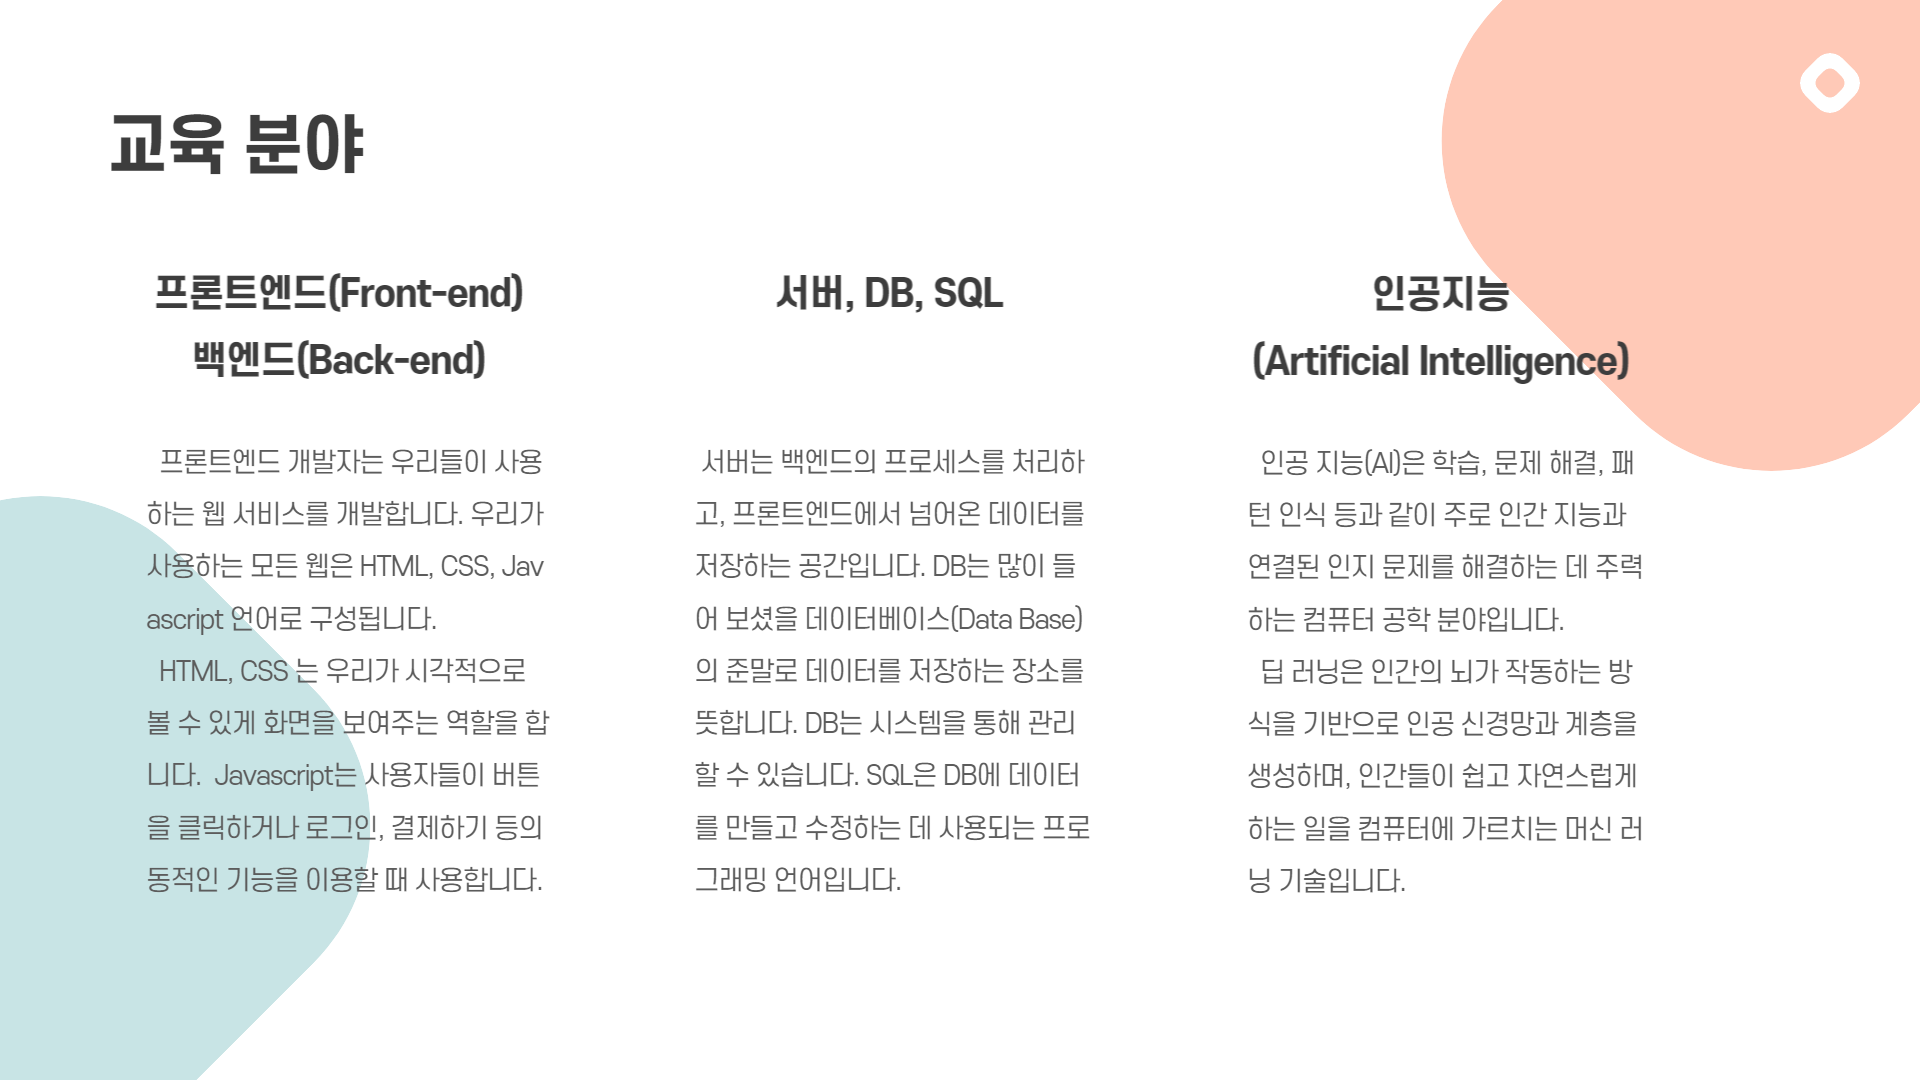 교육 분야
프론트엔드(Front-end)
백엔드(Back-end)
프론트엔드 개발자는 우리들이 사용
하는 웹 서비스를 개발합니다. 우리가
사용하는 모든 웹은 HTML, CSS, Jav
ascript 언어로 구성됩니다.
HTML, CSS 는 우리가 시각적으로
볼 수 있게 화면을 보여주는 역할을 합
니다. Javascript는 사용자들이 버튼
을 클릭하거나 로그인, 결제하기 등의
동적인 기능을 이용할 때 사용합니다.
서버, DB, SQL
서버는 백엔드의 프로세스를 처리하
고, 프론트엔드에서 넘어온 데이터를
저장하는 공간입니다. DB는 많이 들
어 보셨을 데이터베이스(Data Base)
의 준말로 데이터를 저장하는 장소를
뜻합니다. DB는 시스템을 통해 관리
할 수 있습니다. SQL은 DB에 데이터
를 만들고 수정하는 데 사용되는 프로
그래밍 언어입니다.
인공지능
(Artificial Intelligence)
인공 지능(AI)은 학습, 문제 해결, 패
턴 인식 등과 같이 주로 인간 지능과
연결된 인지 문제를 해결하는 데 주력
하는 컴퓨터 공학 분야입니다.
딥 러닝은 인간의 뇌가 작동하는 방
식을 기반으로 인공 신경망과 계층을
생성하며, 인간들이 쉽고 자연스럽게
하는 일을 컴퓨터에 가르치는 머신 러
닝 기술입니다.